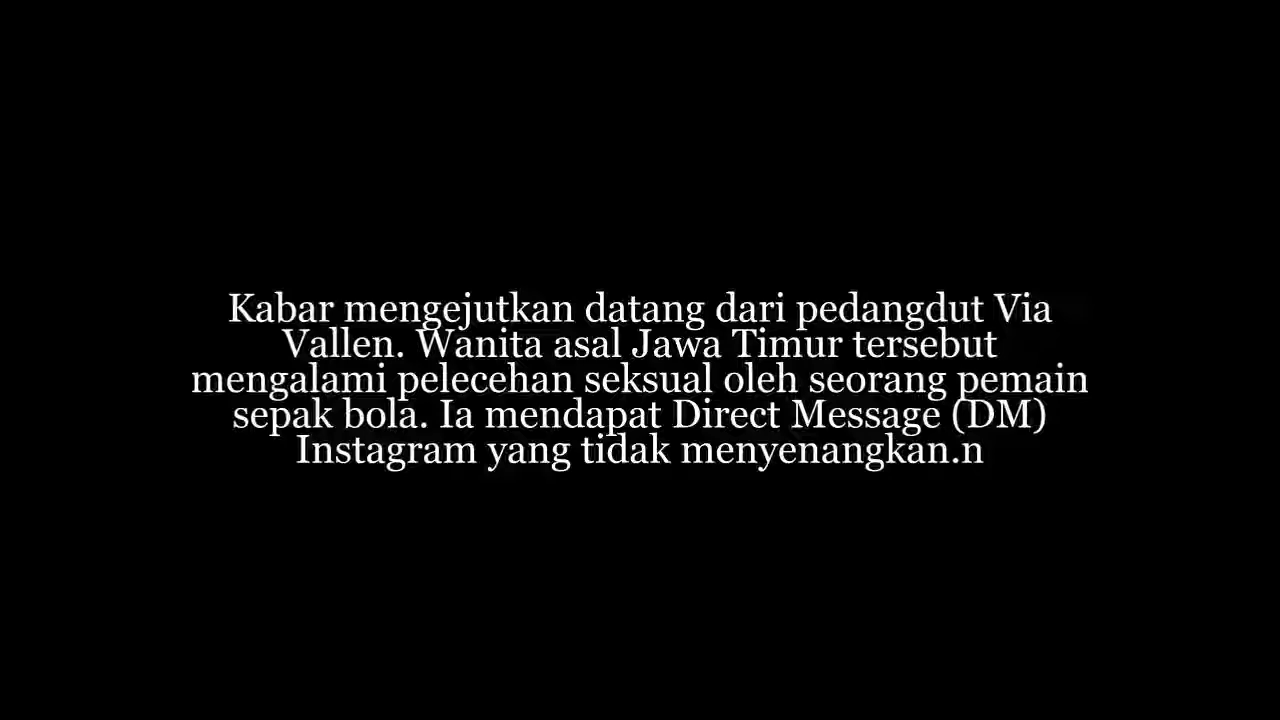 Kabar mengejutkan datang dari pedangdut Via
Vallen. Wanita asal Jawa Timur tersebut
mengalami pelecehan seksual oleh seorang pemain
sepak bola. Ia mendapat Direct Message (DM)
Instagram yang tidak menyenangkan.n